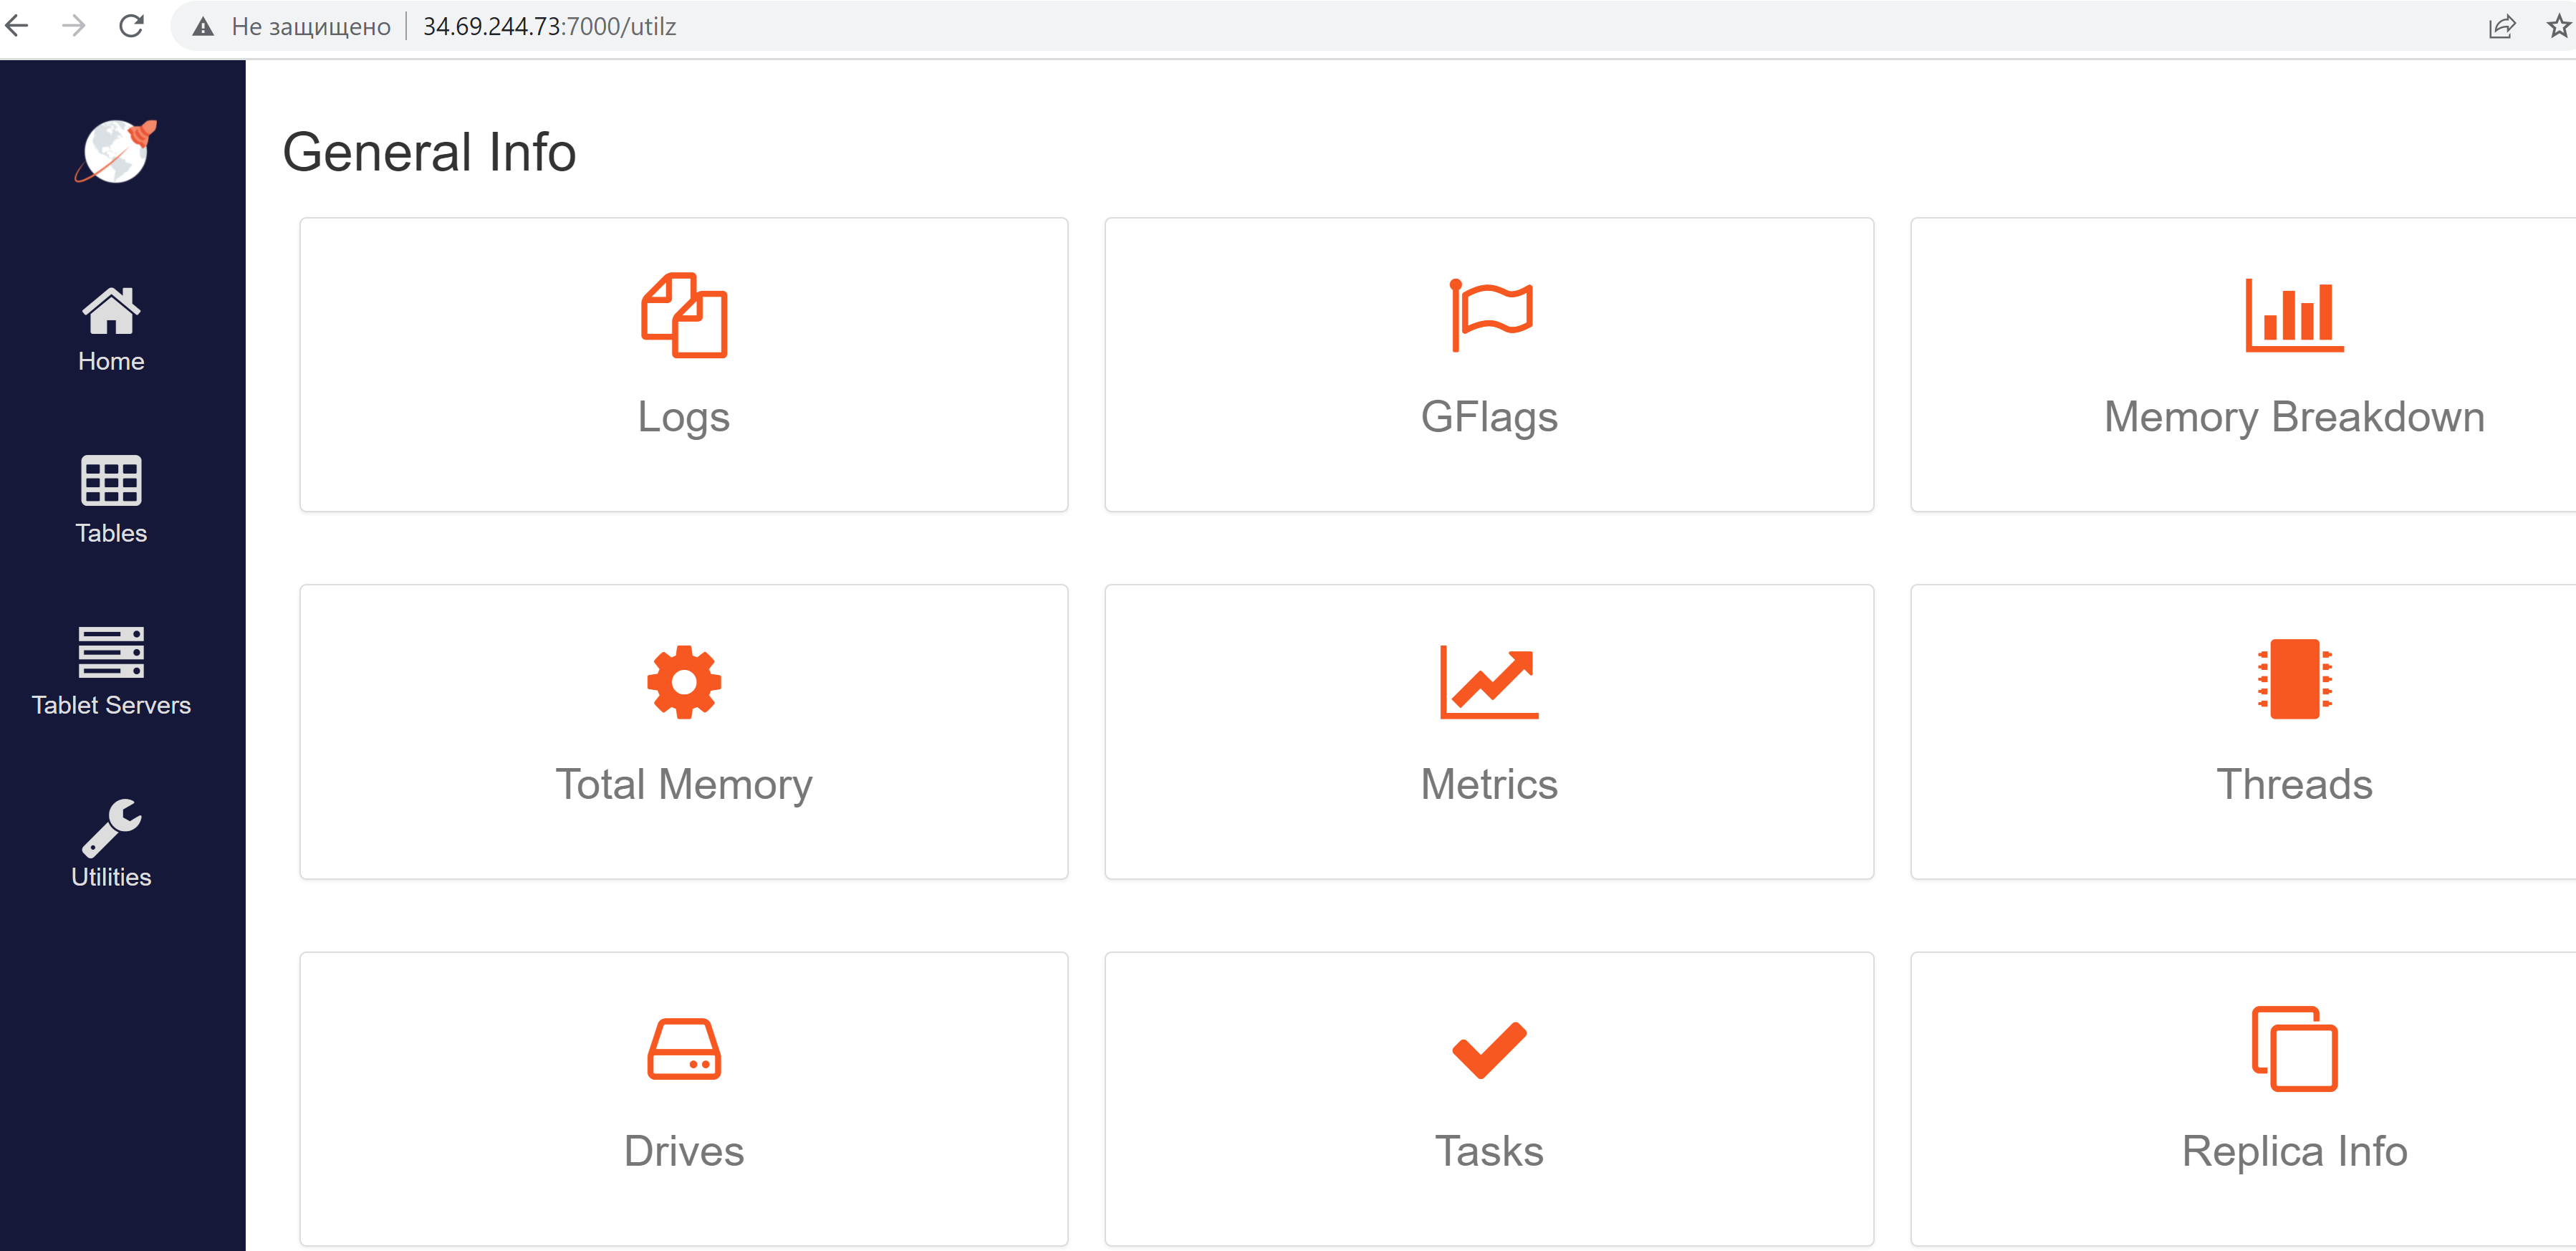 Не защищено 34.69.244.73:7000/utilz
General Info
Home
Tables
Tablet Servers
Utilities
Logs
GFlags
Memory Breakdown
Total Memory
Metrics
Threads
Drives
Tasks
Replica Info